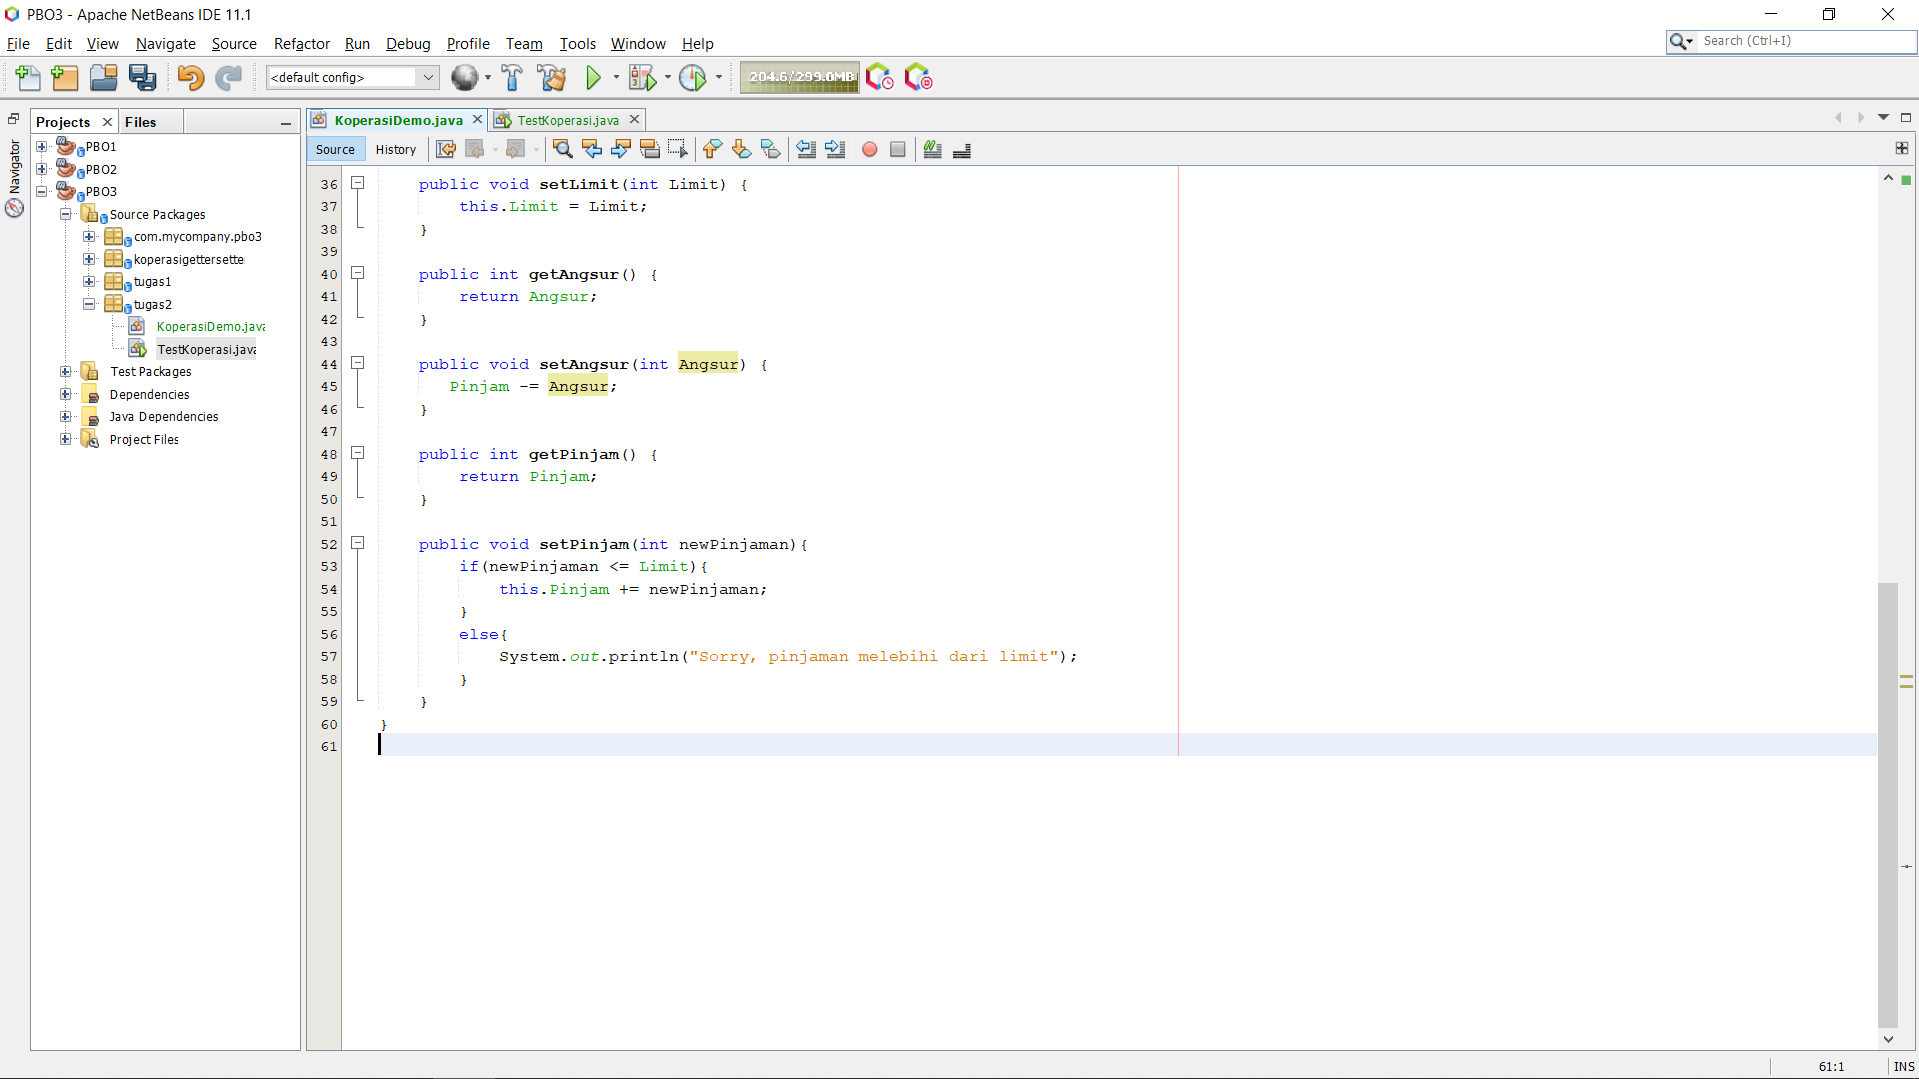 PBO3 - Apache NetBeans IDE 11.1
File Edit View Navigate Source Refactor Run Debug Profile Team Tools Window Help
Search (Ctrl+I)
<default config>
204.6/299.0MB
Projects Files
Navigator
PBO1
PBO2
PBO3
Source Packages
com.mycompany.pbo3
koperasigettersette
tugas1
tugas2
KoperasiDemo.java
TestKoperasi.java
Test Packages
Dependencies
Java Dependencies
Project Files
KoperasiDemo.java TestKoperasi.java
Source History
36 public void setLimit(int Limit) {
37 this.Limit = Limit;
38 }
39
40 public int getAngsur() {
41 return Angsur;
42 }
43
44 public void setAngsur(int Angsur) {
45 Pinjam -= Angsur;
46 }
47
48 public int getPinjam() {
49 return Pinjam;
50 }
51
52 public void setPinjam(int newPinjaman){
53 if(newPinjaman <= Limit){
54 this.Pinjam += newPinjaman;
55 }
56 else{
57 System.out.println("Sorry, pinjaman melebihi dari limit");
58 }
59 }
60 }
61
61:1 INS